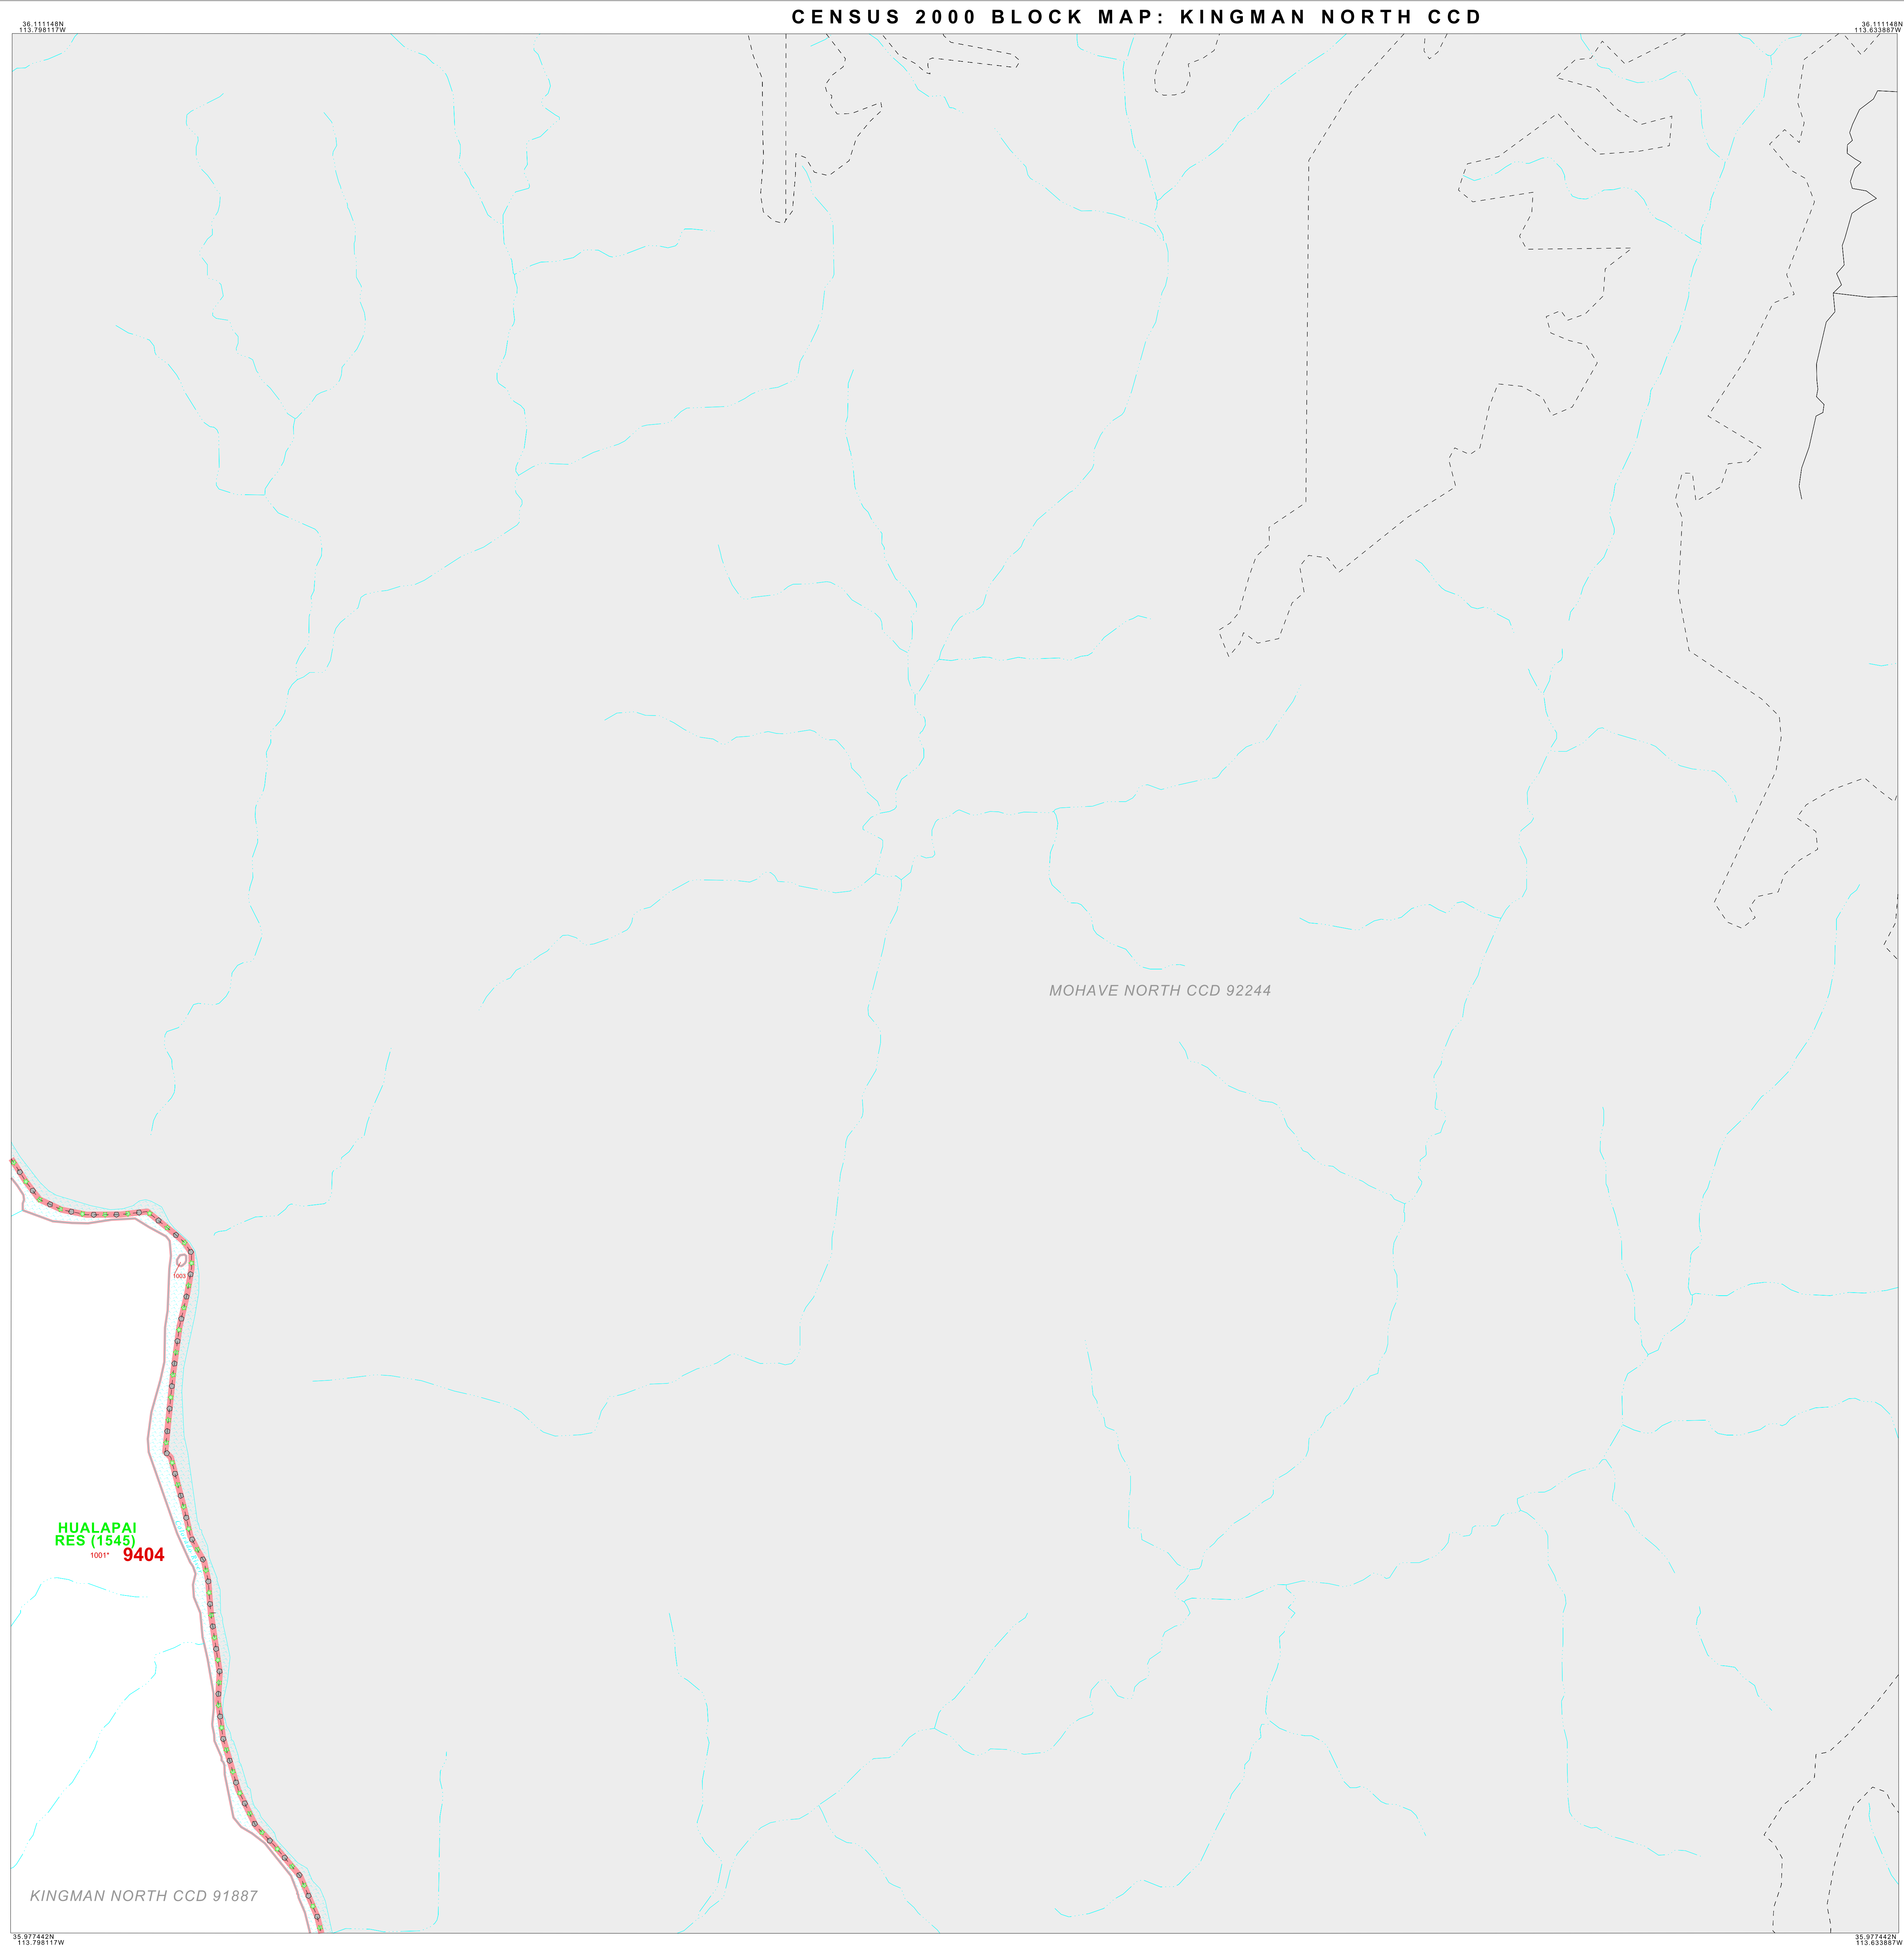 CENSUS 2000 BLOCK MAP: KINGMAN NORTH CCD
36.111148N
113.798117W
36.111148N
113.633887W
MOHAVE NORTH CCD 92244
1003
HUALAPAI
RES (1545)
1001* 9404
KINGMAN NORTH CCD 91887
35.977442N
113.798117W
35.977442N
113.633887W